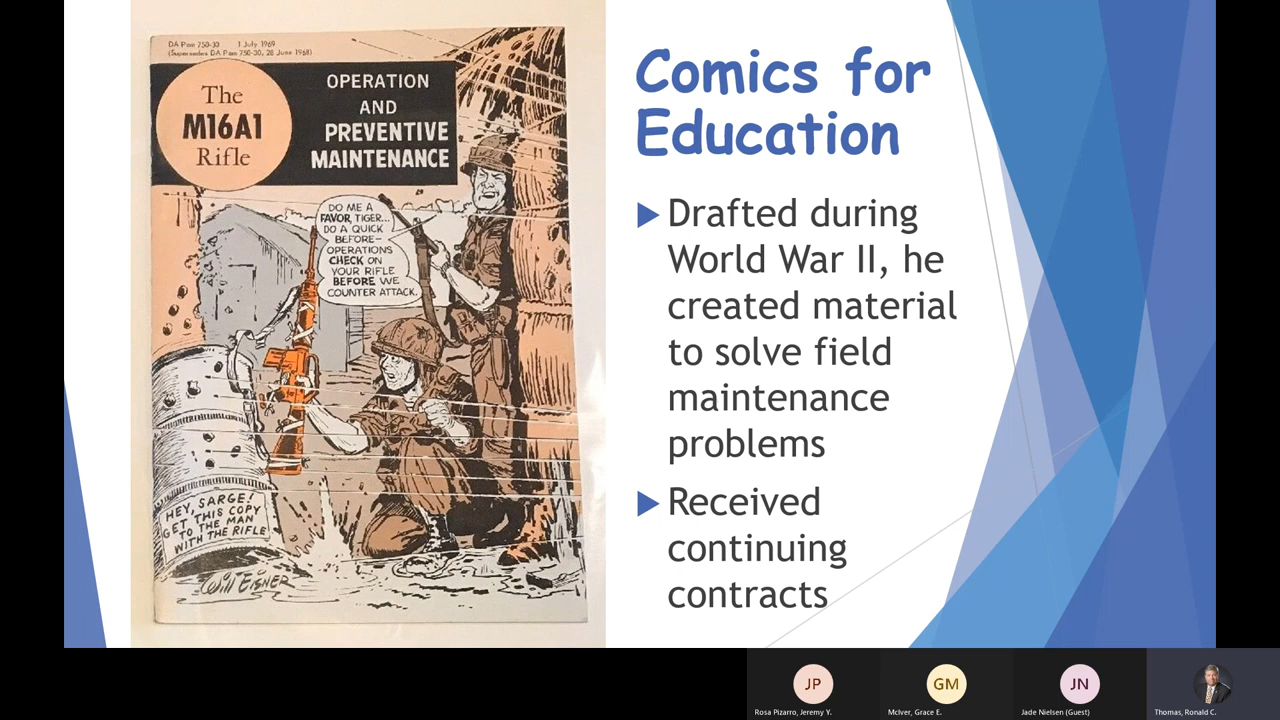 DA Pam 750-30 1 July 1969
(Supersedes DA Pam 750-30, 28 June 1968)
The
M16A1
Rifle
OPERATION
AND
PREVENTIVE
MAINTENANCE
DO ME A
FAVOR, TIGER...
DO A QUICK
BEFORE-
OPERATIONS
CHECK ON
YOUR RIFLE
BEFORE WE
COUNTER ATTACK.
HEY, SARGE!
GET THIS COPY
TO THE MAN
WITH THE RIFLE
Will EISNER
Comics for
Education
Drafted during
World War II, he
created material
to solve field
maintenance
problems
Received
continuing
contracts
JP
GM
JN
Rosa Pizarro, Jeremy Y.
McIver, Grace E.
Jade Nielsen (Guest)
Thomas, Ronald C.